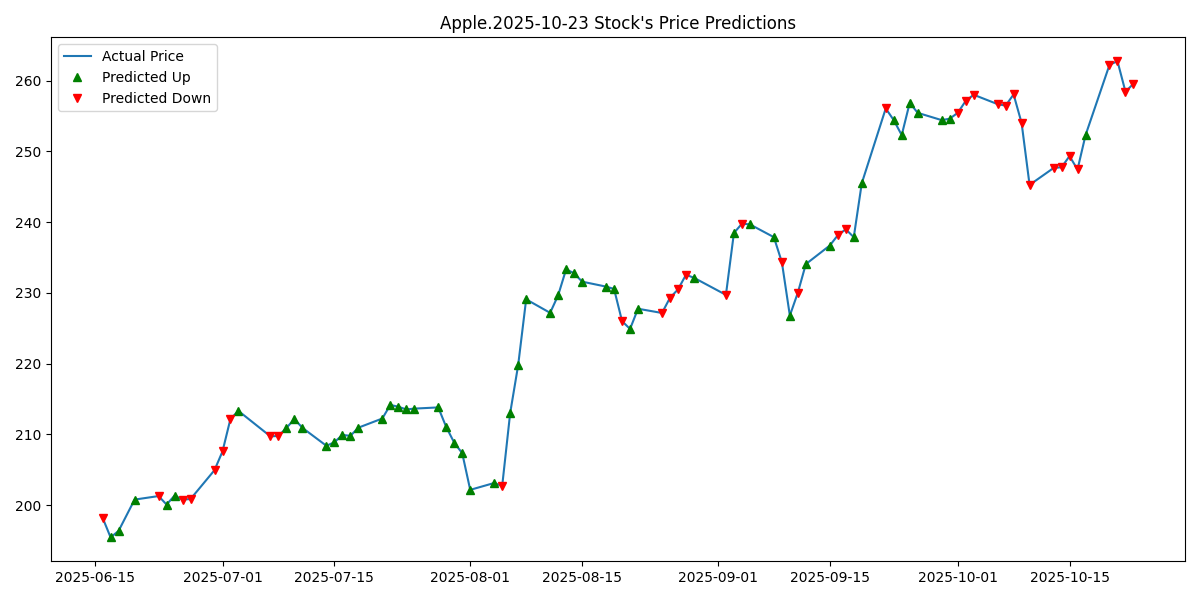 Apple.2025-10-23 Stock's Price Predictions
Actual Price
Predicted Up
Predicted Down
260
250
240
230
220
210
200
2025-06-15 2025-07-01 2025-07-15 2025-08-01 2025-08-15 2025-09-01 2025-09-15 2025-10-01 2025-10-15